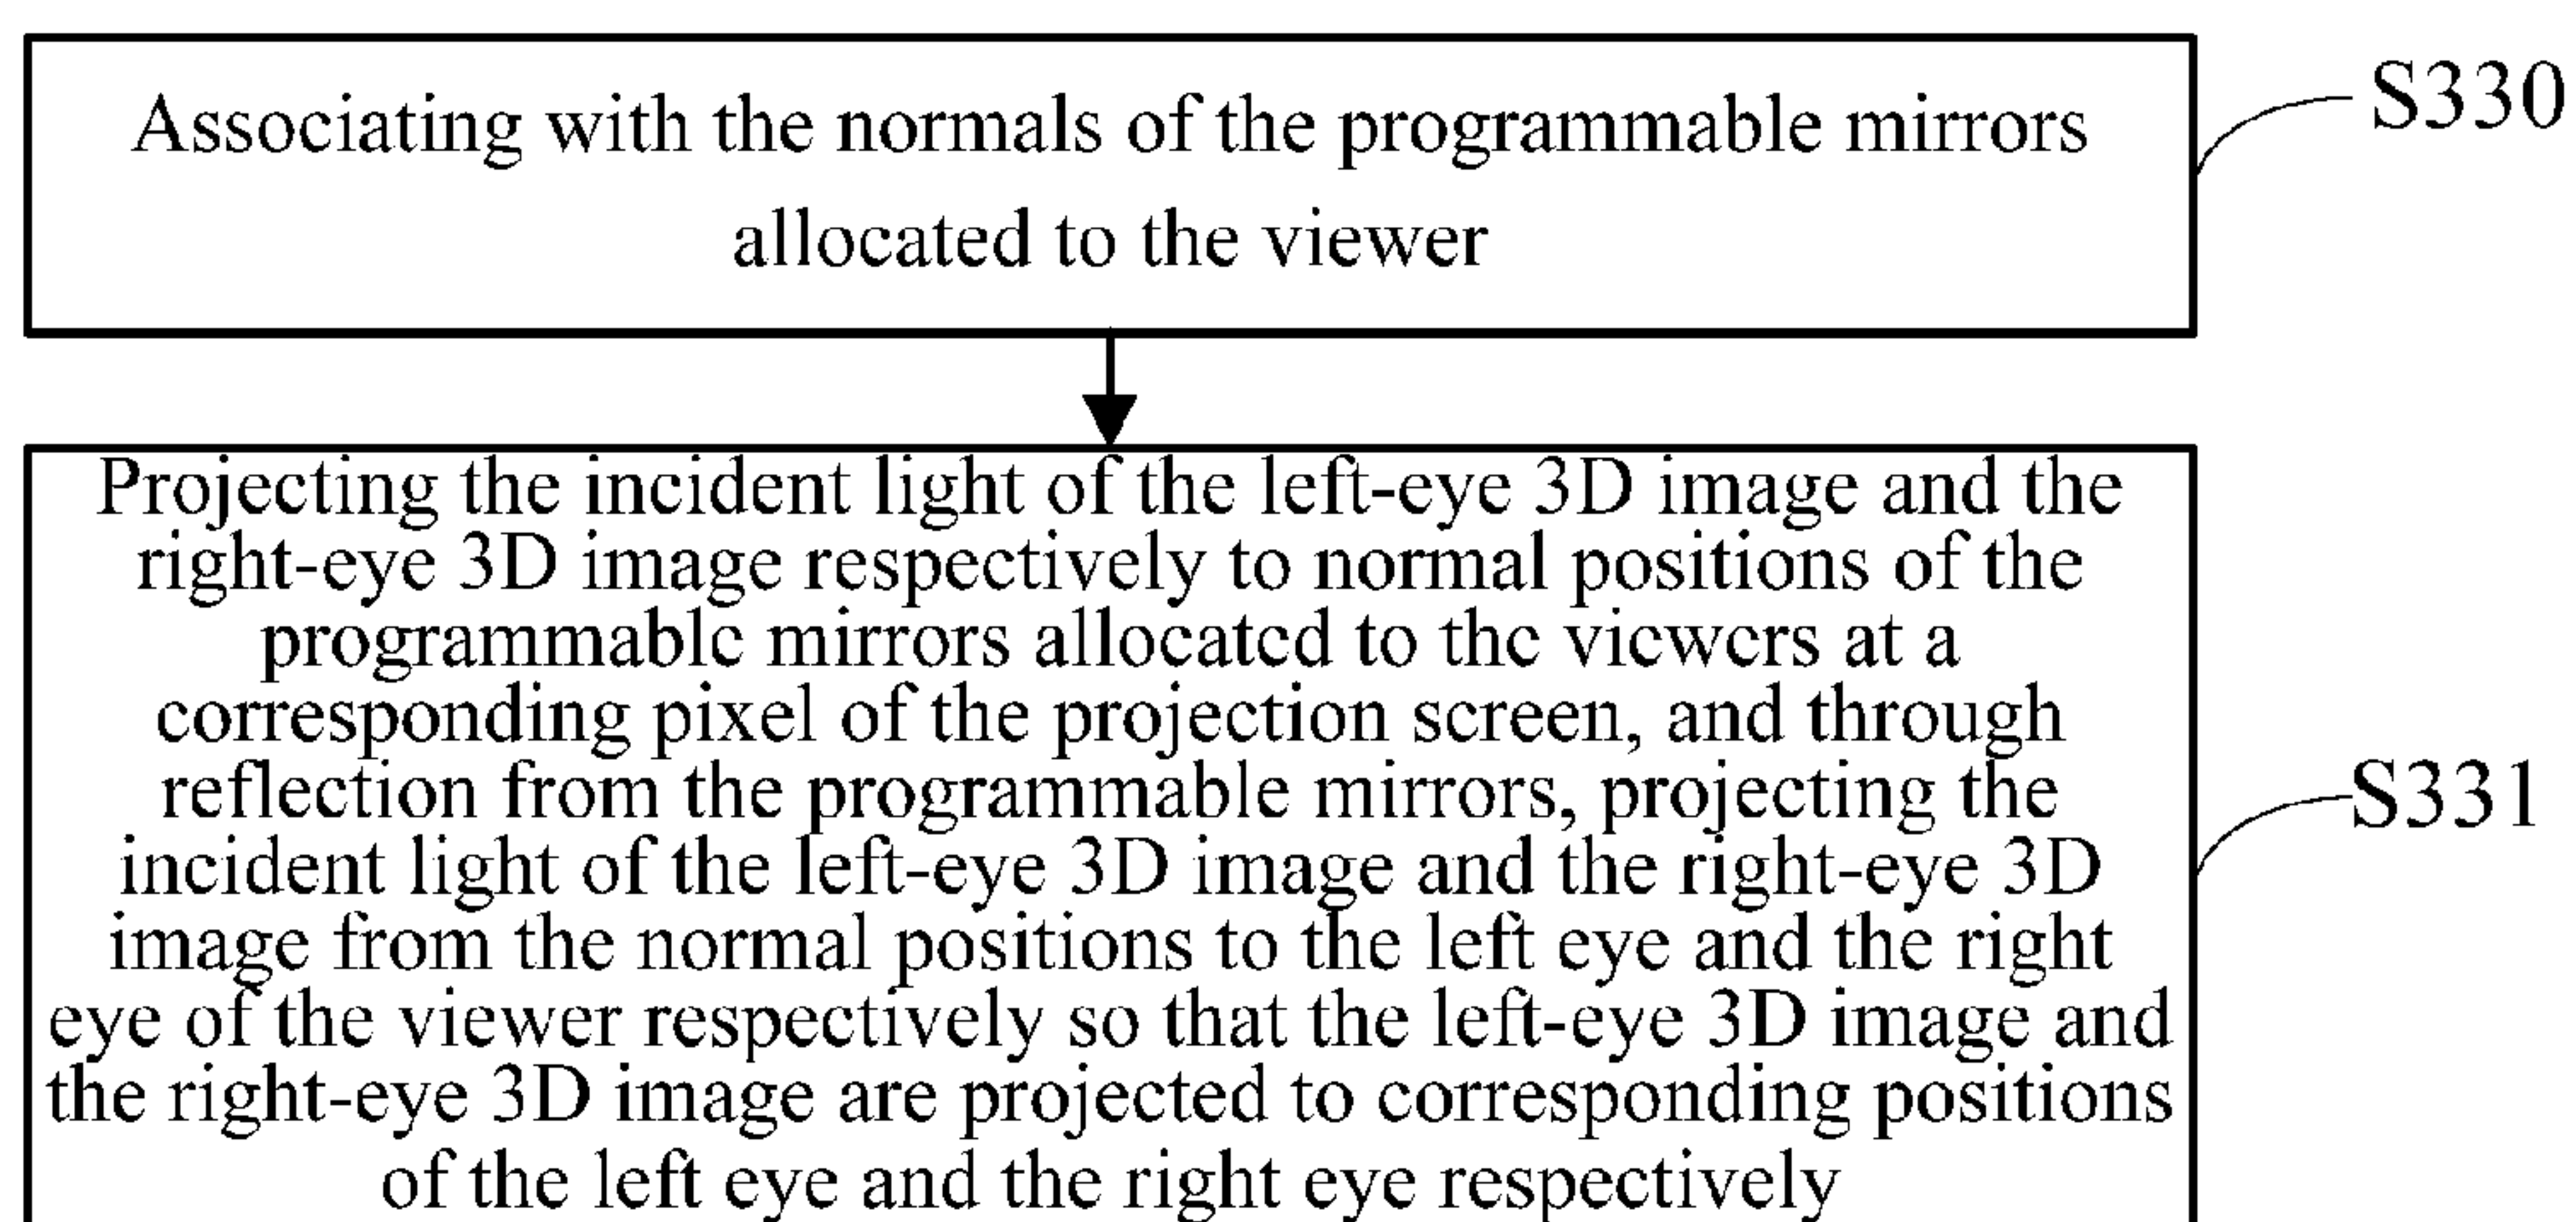 Associating with the normals of the programmable mirrors
allocated to the viewer
S330
Projecting the incident light of the left-eye 3D image and the
right-eye 3D image respectively to normal positions of the
programmable mirrors allocated to the viewers at a
corresponding pixel of the projection screen, and through
reflection from the programmable mirrors, projecting the
incident light of the left-eye 3D image and the right-eye 3D
image from the normal positions to the left eye and the right
eye of the viewer respectively so that the left-eye 3D image and
the right-eye 3D image are projected to corresponding positions
of the left eye and the right eye respectively
S331